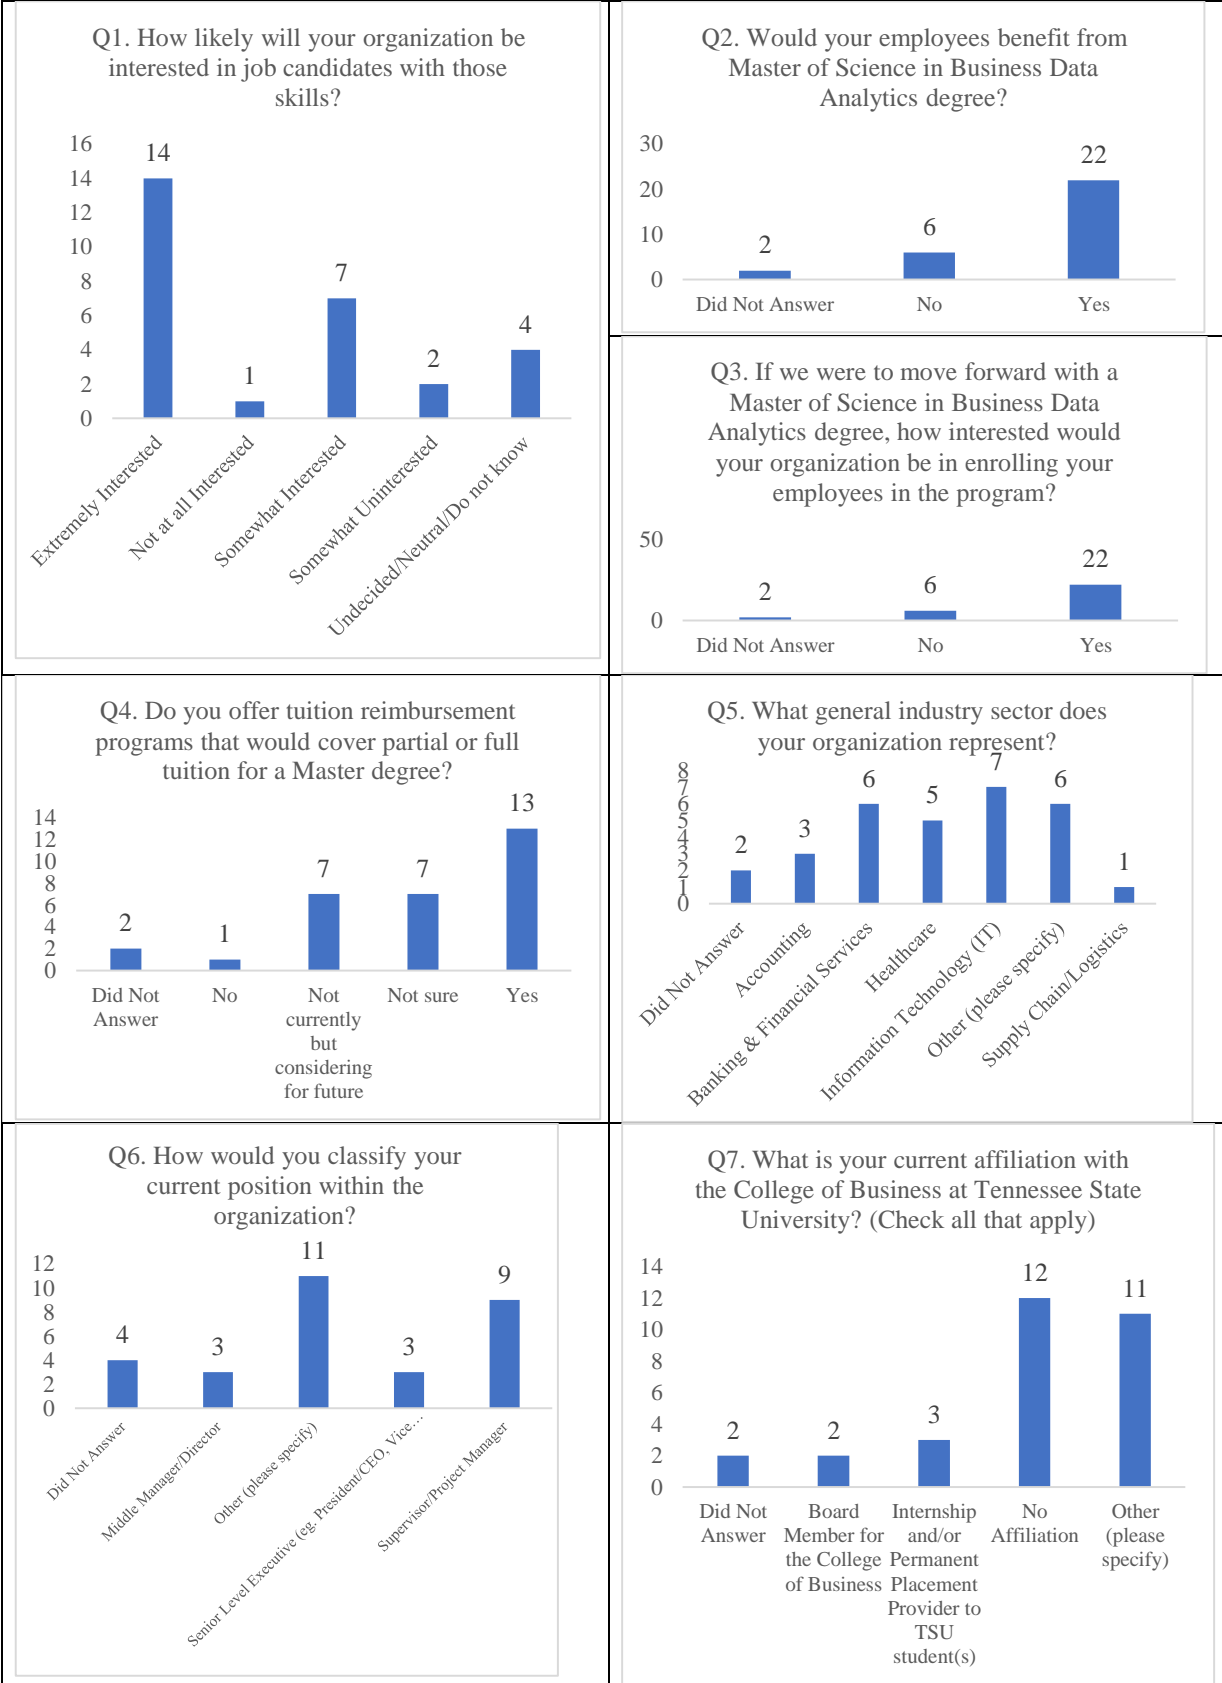 Q1. How likely will your organization be
interested in job candidates with those
skills?
16
14
12
10
8
6
4
2
0
14
1
7
2
4
Extremely Interested
Not at all Interested
Somewhat Interested
Somewhat Uninterested
Undecided/Neutral/Do not know
Q2. Would your employees benefit from
Master of Science in Business Data
Analytics degree?
30
20
10
0
2
6
22
Did Not Answer
No
Yes
Q3. If we were to move forward with a
Master of Science in Business Data
Analytics degree, how interested would
your organization be in enrolling your
employees in the program?
50
0
2
6
22
Did Not Answer
No
Yes
Q4. Do you offer tuition reimbursement
programs that would cover partial or full
tuition for a Master degree?
14
12
10
8
6
4
2
0
2
1
7
7
13
Did Not
Answer
No
Not
currently
but
considering
for future
Not sure
Yes
Q5. What general industry sector does
your organization represent?
8
7
6
5
4
3
2
1
0
2
3
6
5
7
6
1
Did Not Answer
Accounting
Banking & Financial Services
Healthcare
Information Technology (IT)
Other (please specify)
Supply Chain/Logistics
Q6. How would you classify your
current position within the
organization?
12
10
8
6
4
2
0
4
3
11
3
9
Did Not Answer
Middle Manager/Director
Other (please specify)
Senior Level Executive (eg. President/CEO, Vice…
Supervisor/Project Manager
Q7. What is your current affiliation with
the College of Business at Tennessee State
University? (Check all that apply)
14
12
10
8
6
4
2
0
2
2
3
12
11
Did Not
Answer
Board
Member for
the College
of Business
Internship
and/or
Permanent
Placement
Provider to
TSU
student(s)
No
Affiliation
Other
(please
specify)